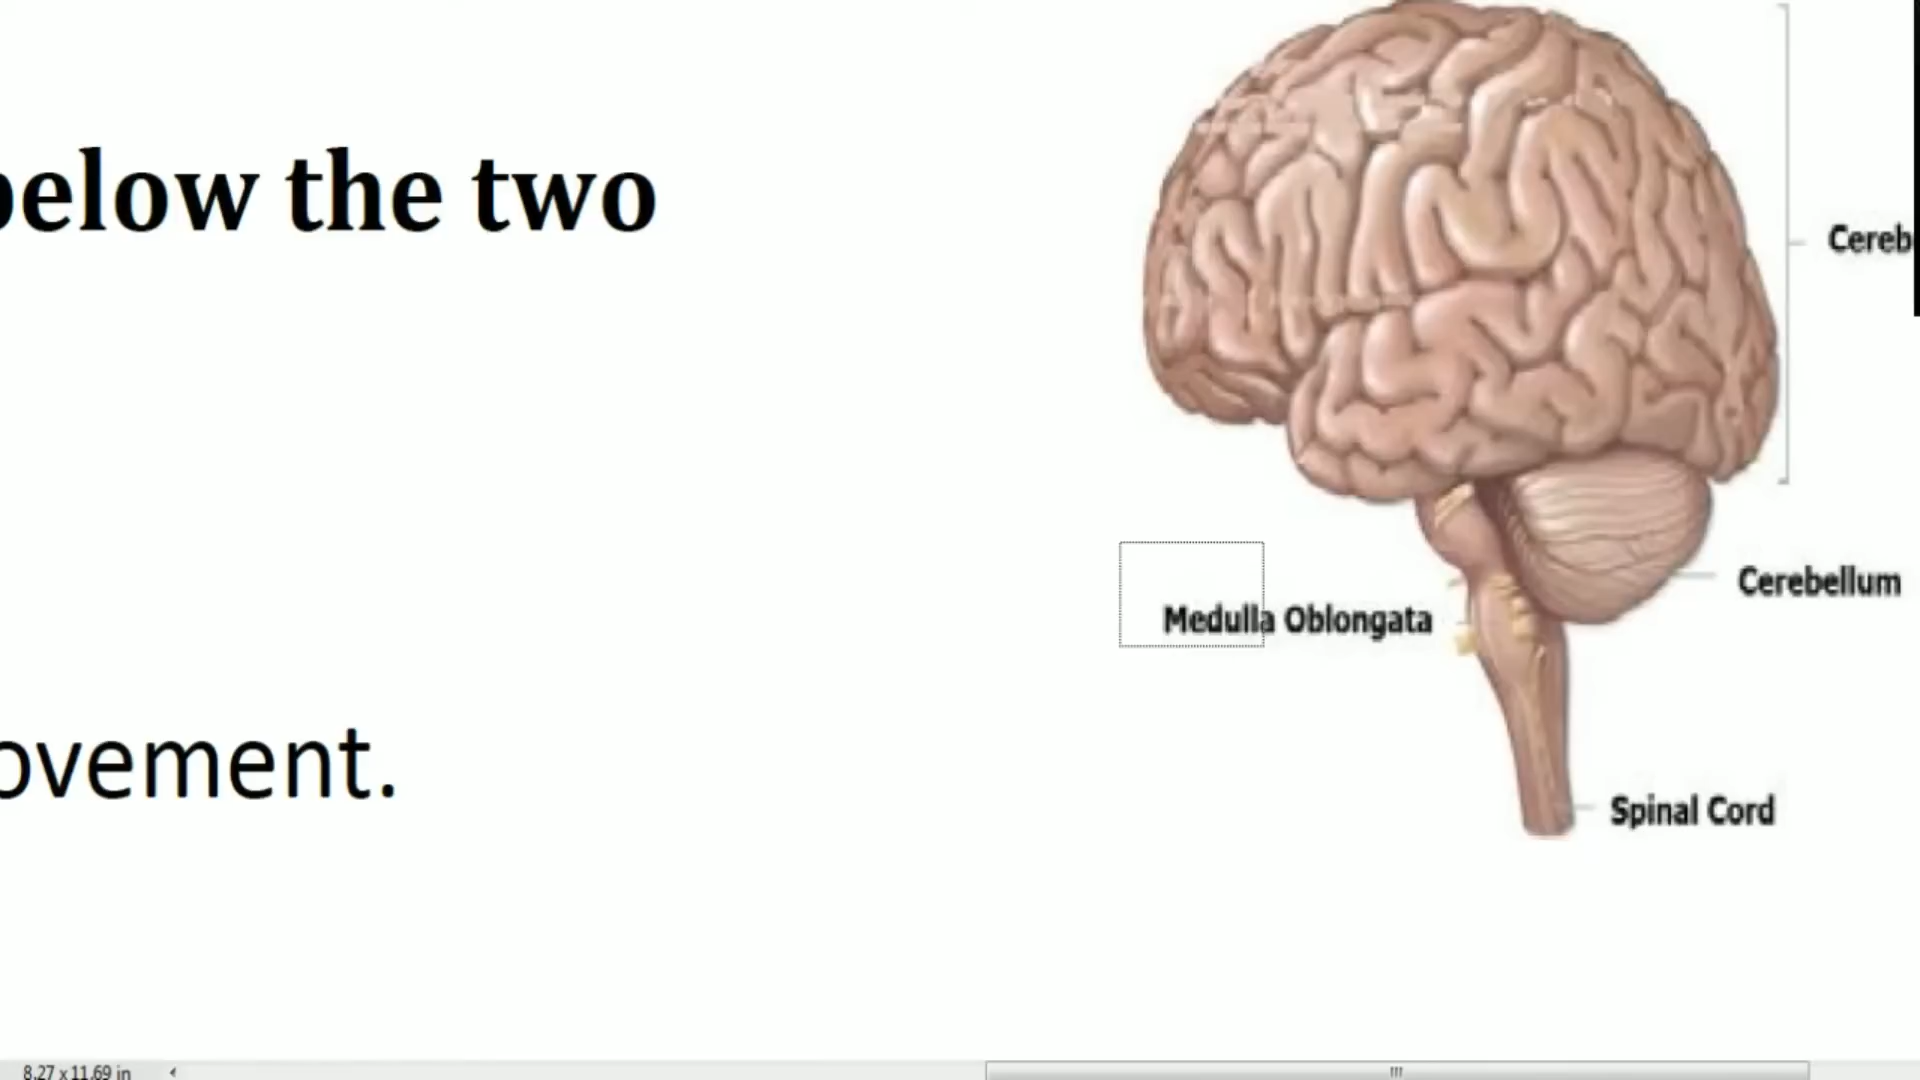 below the two
Cereb
Cerebellum
Medulla Oblongata
ovement.
Spinal Cord
8.27 x 11.69 in